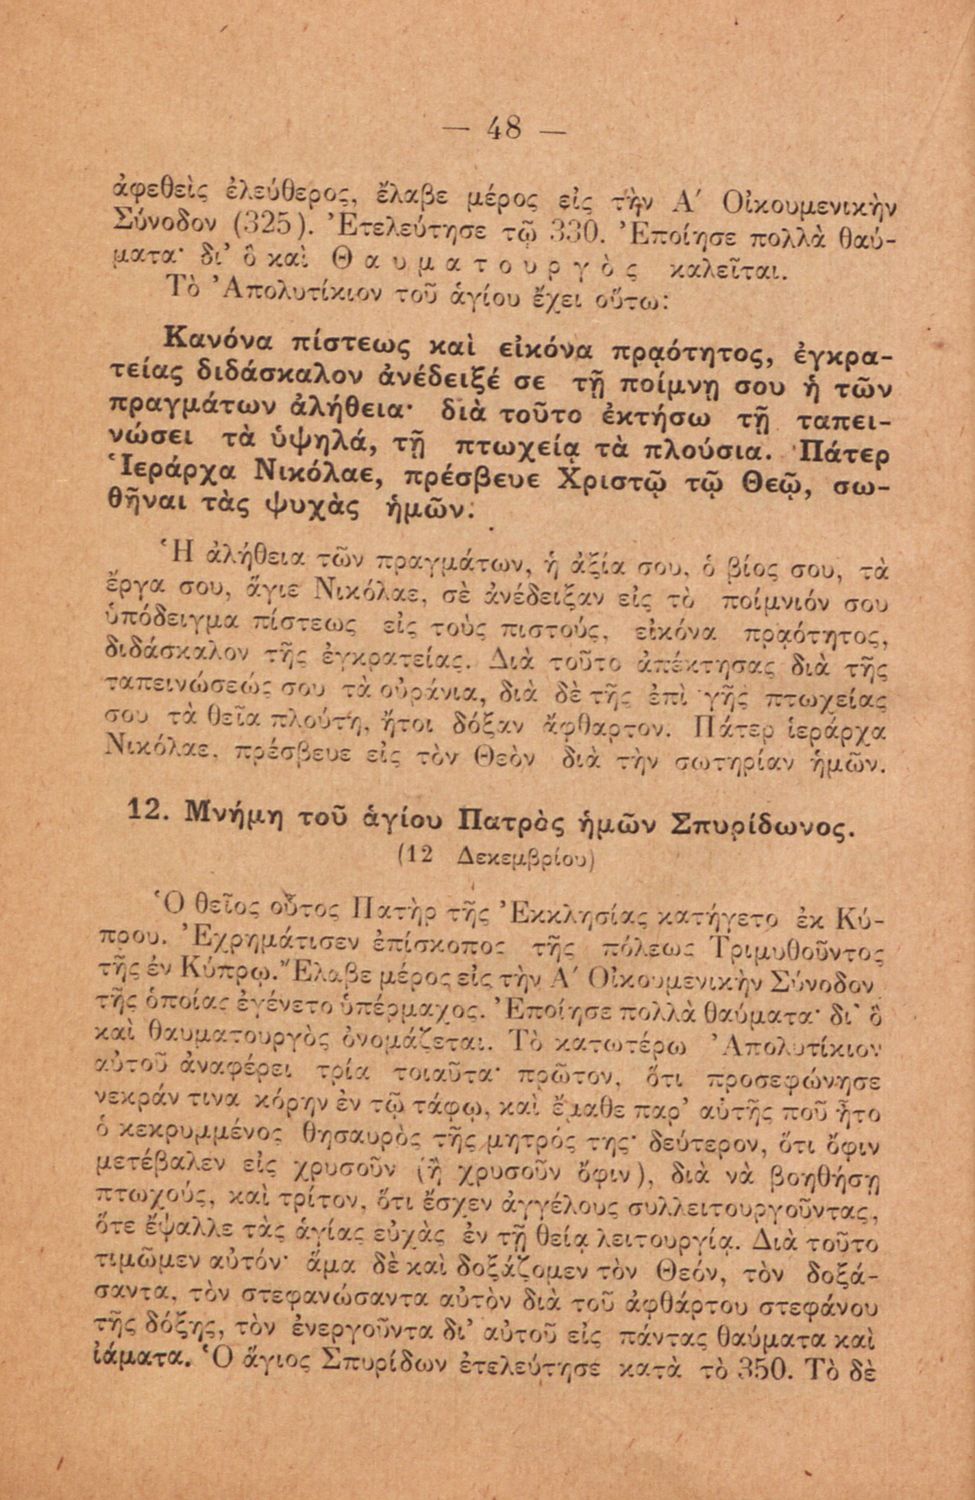 — 48 —
ἀφεθεὶς ἐλεύθερος, ἔλαβε μέρος εἰς τὴν Α′ Οἰκουμενικὴν
Σύνοδον (325). Ἐτελεύτησε τῷ 330. Ἐποίησε πολλὰ θαύ-
ματα· δι’ ὃ καὶ Θαυματουργὸς καλεῖται.
Τὸ Ἀπολυτίκιον τοῦ ἁγίου ἔχει οὕτω:
Κανόνα πίστεως καὶ εἰκόνα πρᾳότητος, ἐγκρα-
τείας διδάσκαλον ἀνέδειξέ σε τῇ ποίμνῃ σου ἡ τῶν
πραγμάτων ἀλήθεια· διὰ τοῦτο ἐκτήσω τῇ ταπει-
νώσει τὰ ὑψηλά, τῇ πτωχείᾳ τὰ πλούσια. Πάτερ
Ἱεράρχα Νικόλαε, πρέσβευε Χριστῷ τῷ Θεῷ, σω-
θῆναι τὰς ψυχὰς ἡμῶν.
Ἡ ἀλήθεια τῶν πραγμάτων, ἡ ἀξία σου, ὁ βίος σου, τὰ
ἔργα σου, ἅγιε Νικόλαε, σὲ ἀνέδειξαν εἰς τὸ ποίμνιόν σου
ὑπόδειγμα πίστεως εἰς τοὺς πιστούς, εἰκόνα πρᾳότητος,
διδάσκαλον τῆς ἐγκρατείας. Διὰ τοῦτο ἀπέκτησας διὰ τῆς
ταπεινώσεώς σου τὰ οὐράνια, διὰ δὲ τῆς ἐπὶ γῆς πτωχείας
σου τὰ θεῖα πλούτη, ἤτοι δόξαν ἄφθαρτον. Πάτερ ἱεράρχα
Νικόλαε, πρέσβευε εἰς τὸν Θεὸν διὰ τὴν σωτηρίαν ἡμῶν.
12. Μνήμη τοῦ ἁγίου Πατρὸς ἡμῶν Σπυρίδωνος.
(12 Δεκεμβρίου)
Ὁ θεῖος οὗτος Πατὴρ τῆς Ἐκκλησίας κατήγετο ἐκ Κύ-
πρου. Ἐχρημάτισεν ἐπίσκοπος τῆς πόλεως Τριμυθοῦντος
τῆς ἐν Κύπρῳ. Ἔλαβε μέρος εἰς τὴν Α′ Οἰκουμενικὴν Σύνοδον
τῆς ὁποίας ἐγένετο ὑπέρμαχος. Ἐποίησε πολλὰ θαύματα· δι’ ὃ
καὶ θαυματουργὸς ὀνομάζεται. Τὸ κατωτέρω Ἀπολυτίκιον
αὐτοῦ ἀναφέρει τρία τοιαῦτα· πρῶτον, ὅτι προσεφώνησε
νεκράν τινα κόρην ἐν τῷ τάφῳ, καὶ ἔμαθε παρ’ αὐτῆς ποῦ ἦτο
ὁ κεκρυμμένος θησαυρὸς τῆς μητρός της· δεύτερον, ὅτι ὄφιν
μετέβαλεν εἰς χρυσοῦν (ἢ χρυσοῦν ὄφιν), διὰ νὰ βοηθήσῃ
πτωχούς, καὶ τρίτον, ὅτι ἔσχεν ἀγγέλους συλλειτουργοῦντας,
ὅτε ἔψαλλε τὰς ἁγίας εὐχὰς ἐν τῇ θείᾳ λειτουργίᾳ. Διὰ τοῦτο
τιμῶμεν αὐτόν· ἅμα δὲ καὶ δοξάζομεν τὸν Θεόν, τὸν δοξά-
σαντα, τὸν στεφανώσαντα αὐτὸν διὰ τοῦ ἀφθάρτου στεφάνου
τῆς δόξης, τὸν ἐνεργοῦντα δι’ αὐτοῦ εἰς πάντας θαύματα καὶ
ἰάματα. Ὁ ἅγιος Σπυρίδων ἐτελεύτησε κατὰ τὸ 350. Τὸ δὲ